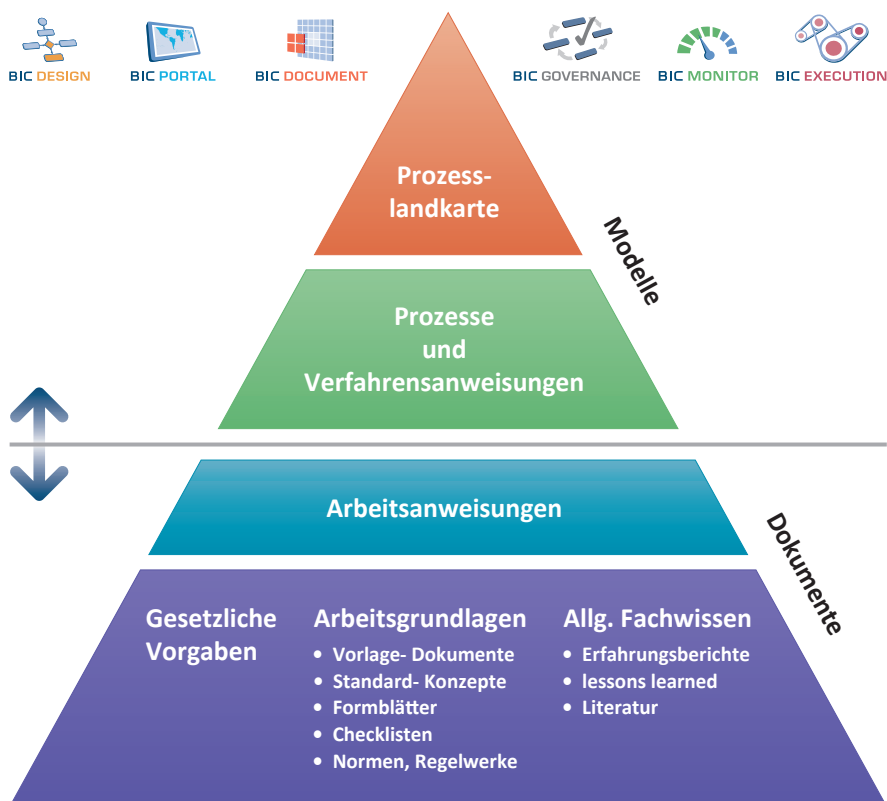 BIC DESIGN
BIC PORTAL
BIC DOCUMENT
BIC GOVERNANCE
BIC MONITOR
BIC EXECUTION
Prozess-
landkarte
Modelle
Prozesse
und
Verfahrensanweisungen
Arbeitsanweisungen
Dokumente
Gesetzliche
Vorgaben
Arbeitsgrundlagen
• Vorlage- Dokumente
• Standard- Konzepte
• Formblätter
• Checklisten
• Normen, Regelwerke
Allg. Fachwissen
• Erfahrungsberichte
• lessons learned
• Literatur